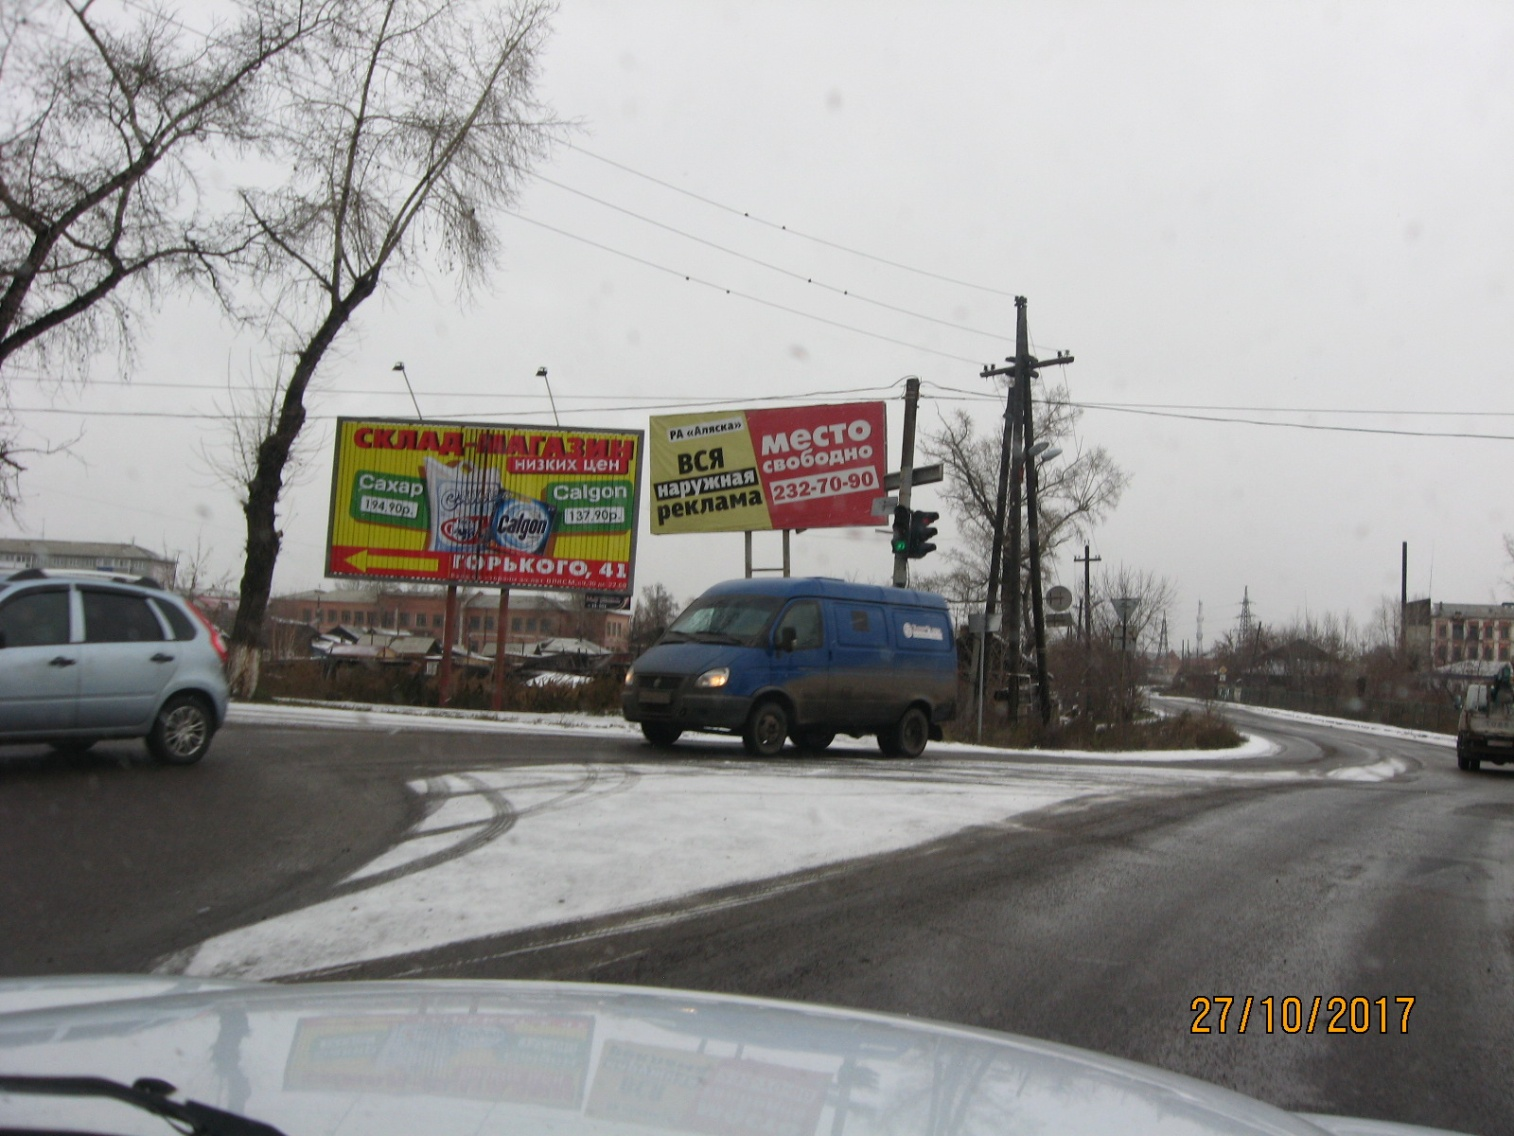 СКЛАД-МАГАЗИН
НИЗКИХ ЦЕН
Сахар
194,90р.
Calgon
Calgon
137,90р.
ГОРЬКОГО, 41
РА «Аляска»
ВСЯ
наружная
реклама
место
свободно
232-70-90
27/10/2017